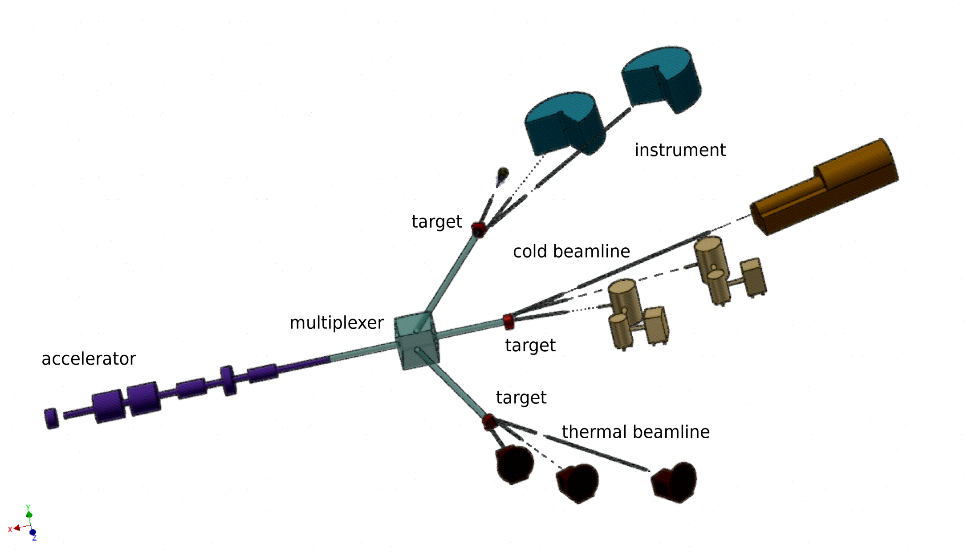 instrument
target
cold beamline
multiplexer
target
accelerator
target
thermal beamline
Y
X
Z